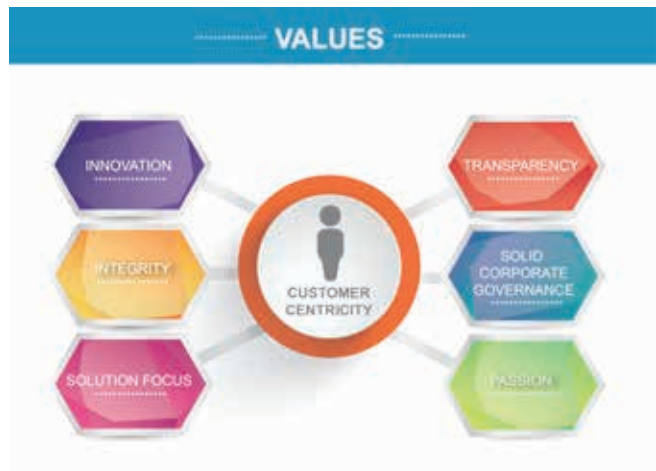 VALUES
INNOVATION
INTEGRITY
SOLUTION FOCUS
CUSTOMER
CENTRICITY
TRANSPARENCY
SOLID
CORPORATE
GOVERNANCE
PASSION